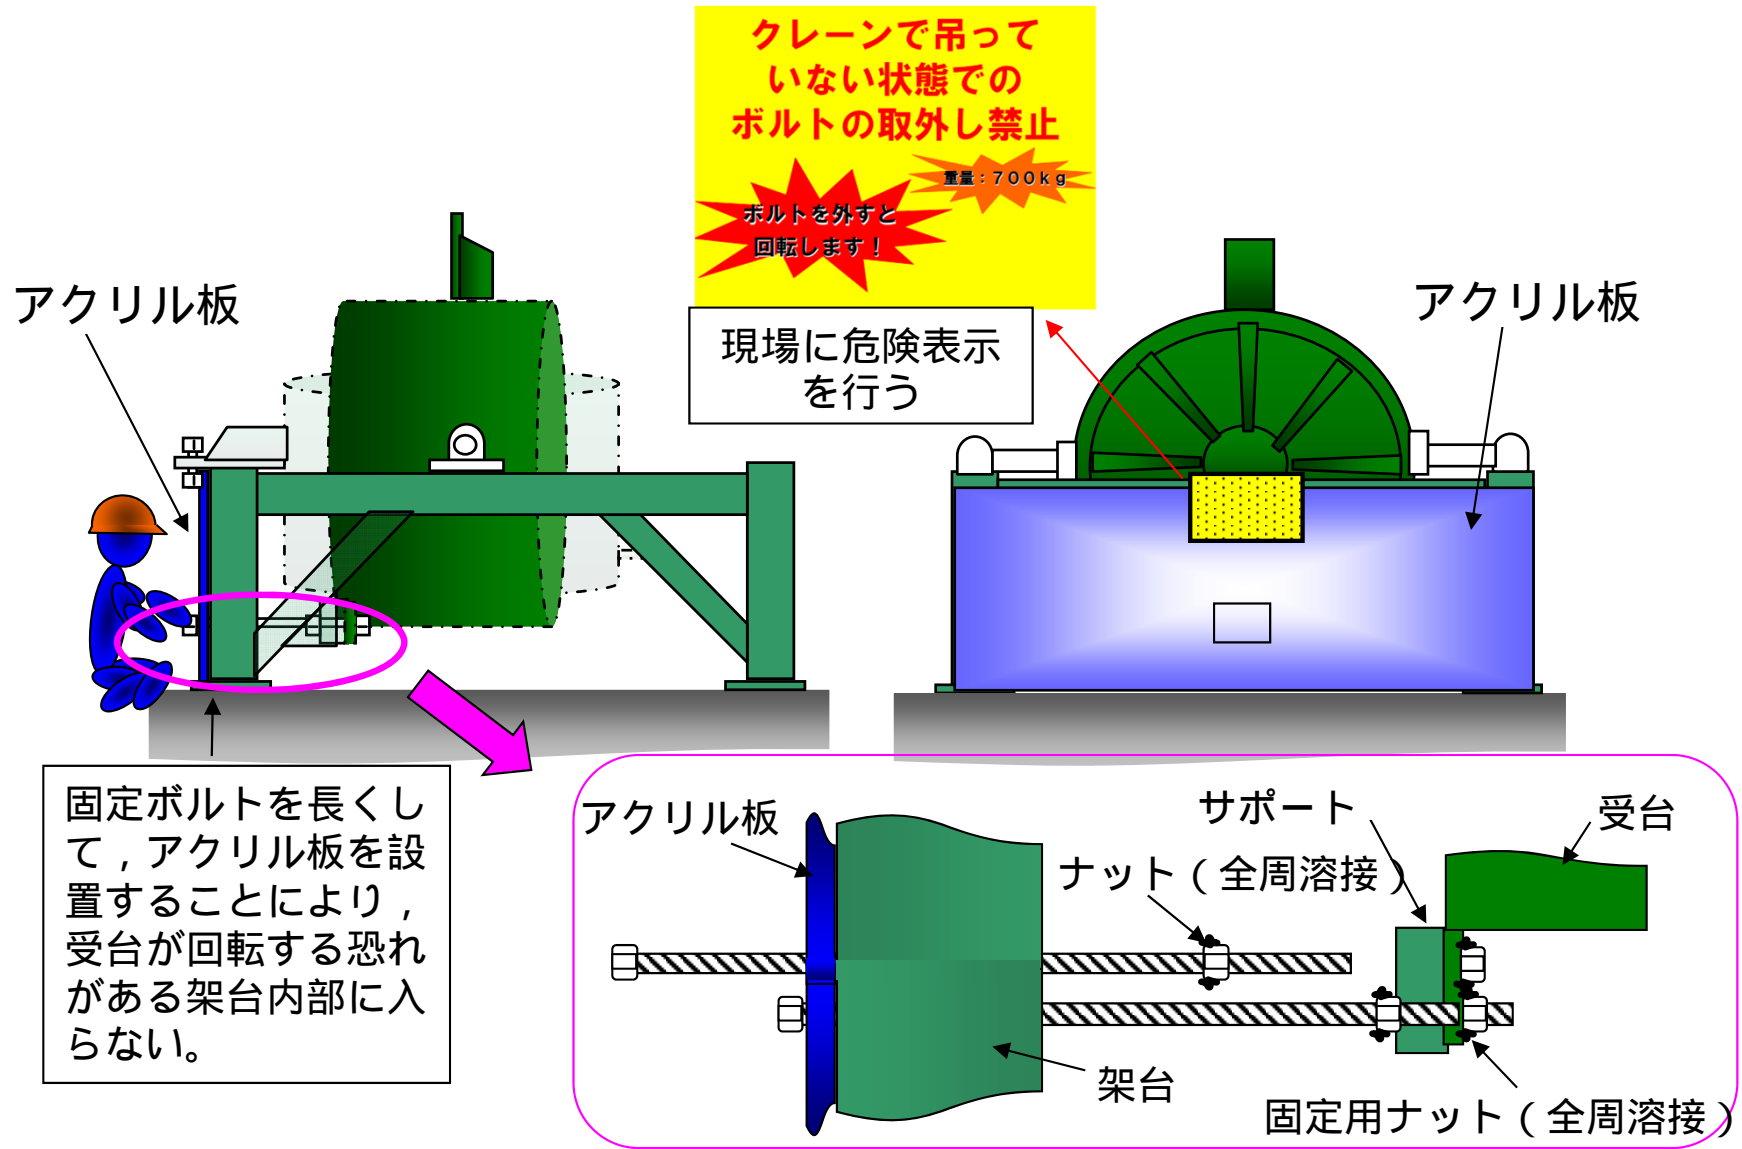 クレーンで吊って
いない状態での
ボルトの取外し禁止
重量：７００ｋｇ
ボルトを外すと
回転します！
アクリル板
現場に危険表示
を行う
アクリル板
固定ボルトを長くし
て，アクリル板を設
置することにより，
受台が回転する恐れ
がある架台内部に入
らない。
アクリル板
サポート
受台
ナット（全周溶接）
架台
固定用ナット（全周溶接）